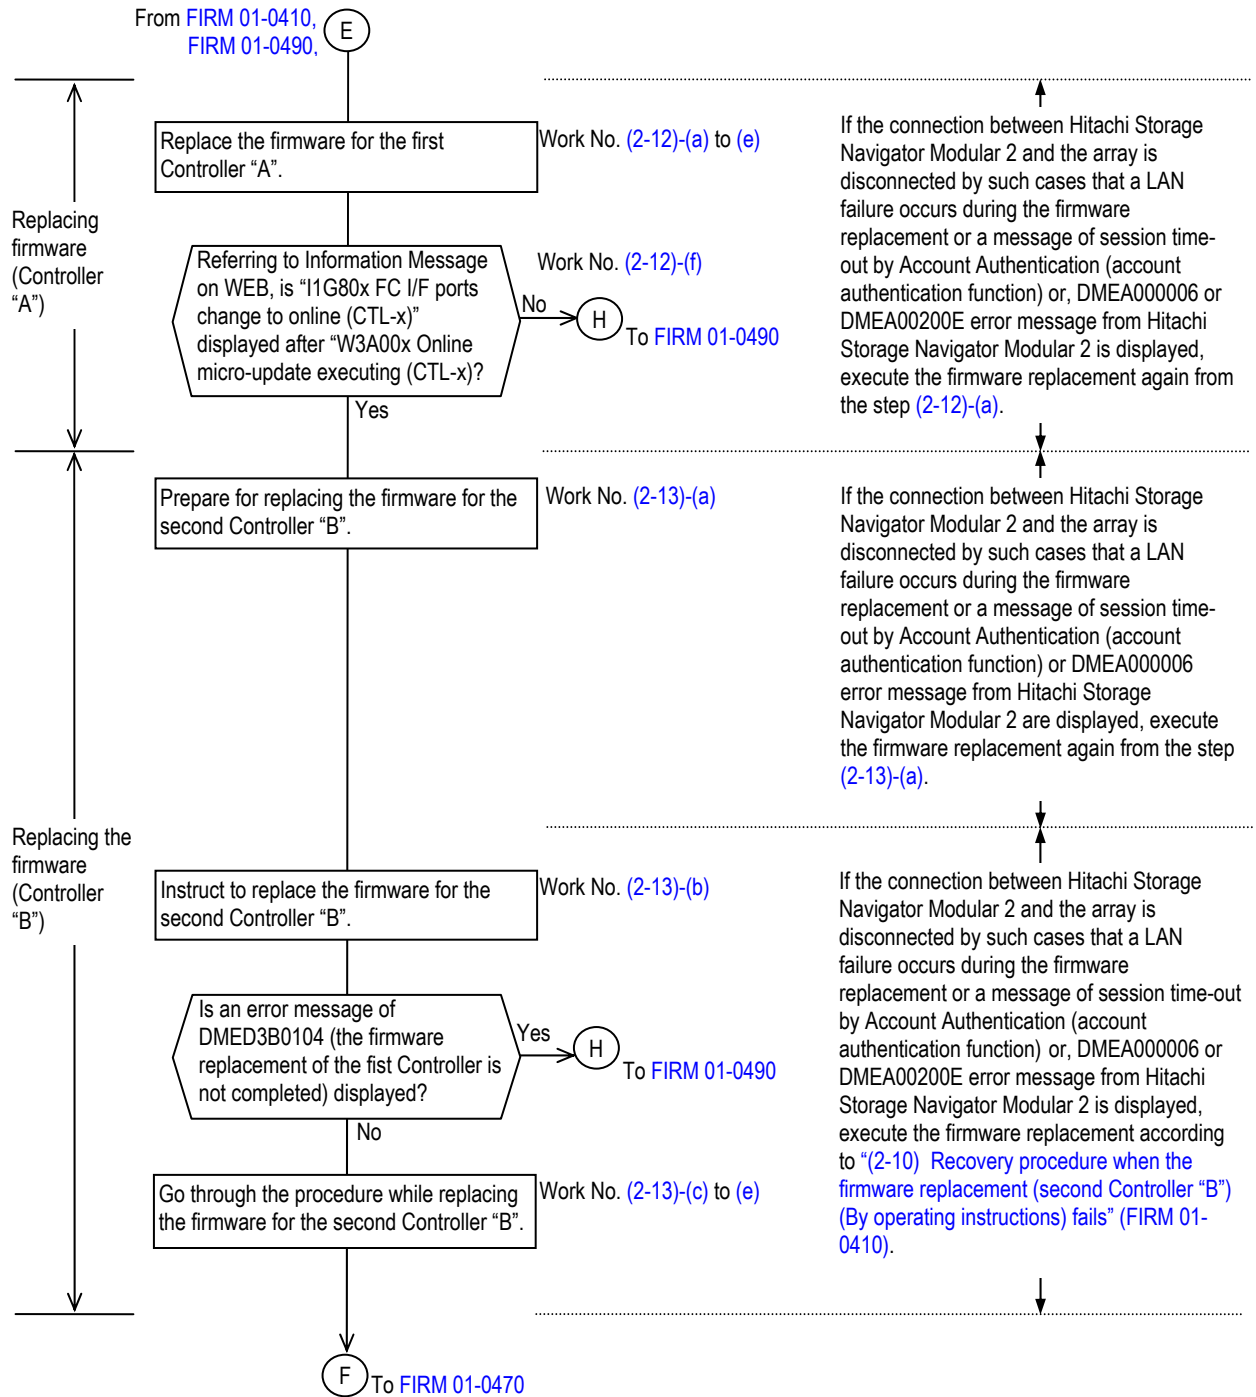 From FIRM 01-0410,
FIRM 01-0490,
E
Replacing
firmware
(Controller
“A”)
Replace the firmware for the first
Controller “A”.
Work No. (2-12)-(a) to (e)
Referring to Information Message
on WEB, is “I1G80x FC I/F ports
change to online (CTL-x)”
displayed after “W3A00x Online
micro-update executing (CTL-x)?
Work No. (2-12)-(f)
No
H
To FIRM 01-0490
Yes
If the connection between Hitachi Storage
Navigator Modular 2 and the array is
disconnected by such cases that a LAN
failure occurs during the firmware
replacement or a message of session time-
out by Account Authentication (account
authentication function) or, DMEA000006 or
DMEA00200E error message from Hitachi
Storage Navigator Modular 2 is displayed,
execute the firmware replacement again from
the step (2-12)-(a).
Replacing the
firmware
(Controller
“B”)
Prepare for replacing the firmware for the
second Controller “B”.
Work No. (2-13)-(a)
If the connection between Hitachi Storage
Navigator Modular 2 and the array is
disconnected by such cases that a LAN
failure occurs during the firmware
replacement or a message of session time-
out by Account Authentication (account
authentication function) or DMEA000006
error message from Hitachi Storage
Navigator Modular 2 are displayed, execute
the firmware replacement again from the step
(2-13)-(a).
Instruct to replace the firmware for the
second Controller “B”.
Work No. (2-13)-(b)
Is an error message of
DMED3B0104 (the firmware
replacement of the fist Controller is
not completed) displayed?
Yes
H
To FIRM 01-0490
No
Go through the procedure while replacing
the firmware for the second Controller “B”.
Work No. (2-13)-(c) to (e)
If the connection between Hitachi Storage
Navigator Modular 2 and the array is
disconnected by such cases that a LAN
failure occurs during the firmware
replacement or a message of session time-out
by Account Authentication (account
authentication function) or, DMEA000006 or
DMEA00200E error message from Hitachi
Storage Navigator Modular 2 is displayed,
execute the firmware replacement according
to “(2-10) Recovery procedure when the
firmware replacement (second Controller “B”)
(By operating instructions) fails” (FIRM 01-
0410).
F
To FIRM 01-0470